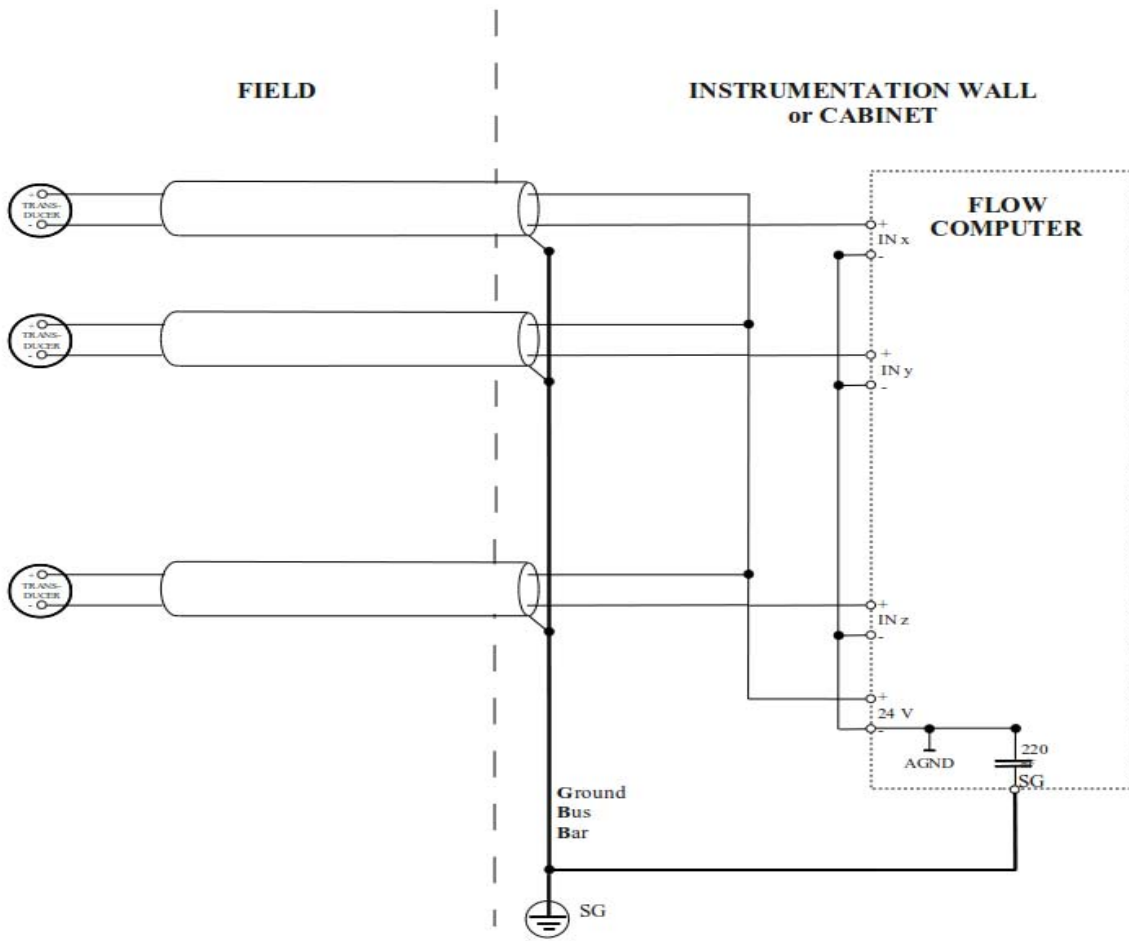 FIELD
INSTRUMENTATION WALL
or CABINET
FLOW
COMPUTER
+
TRANS-
DUCER
-
+
IN x
-
+
TRANS-
DUCER
-
+
IN y
-
+
TRANS-
DUCER
-
+
IN z
-
+
24 V
-
AGND
220
SG
Ground
Bus
Bar
SG